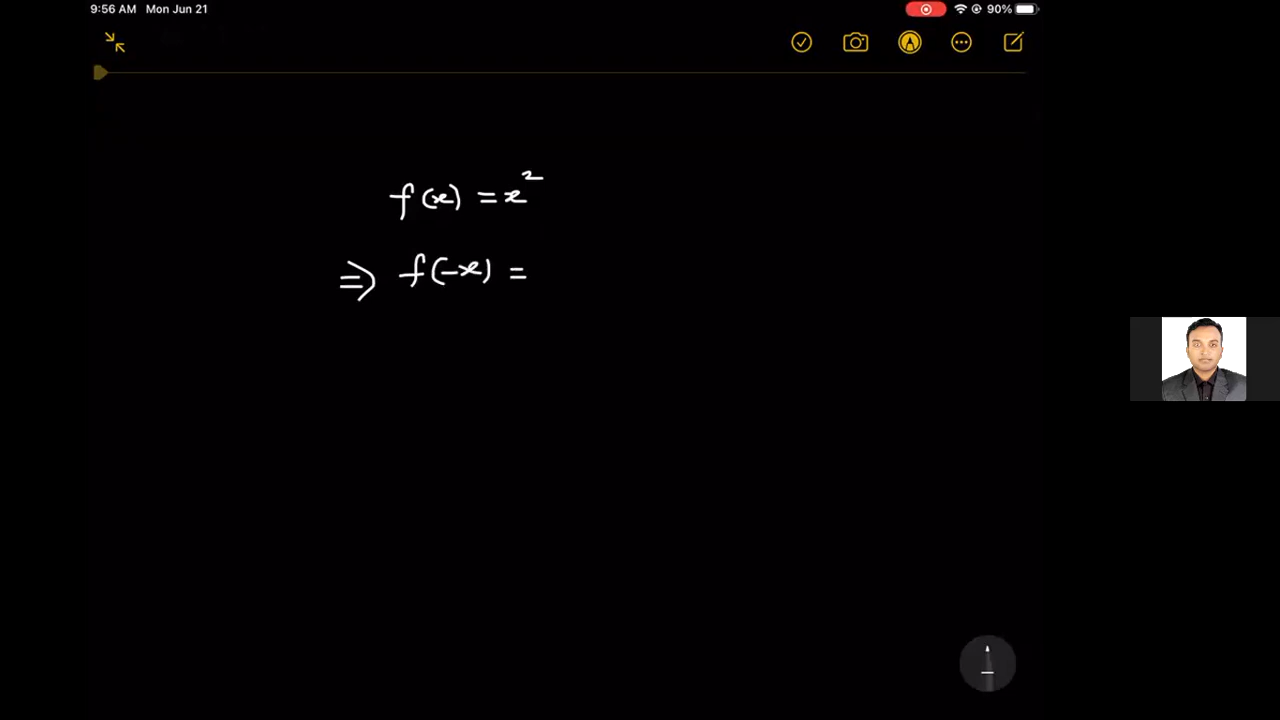 9:56 AM Mon Jun 21 90%
f(x) = x²
⇒ f(-x) =